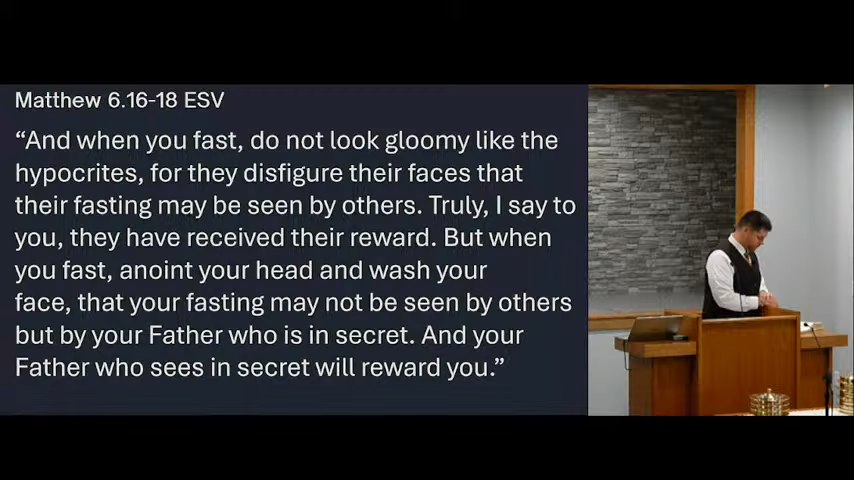 Matthew 6.16-18 ESV
“And when you fast, do not look gloomy like the
hypocrites, for they disfigure their faces that
their fasting may be seen by others. Truly, I say to
you, they have received their reward. But when
you fast, anoint your head and wash your
face, that your fasting may not be seen by others
but by your Father who is in secret. And your
Father who sees in secret will reward you.”